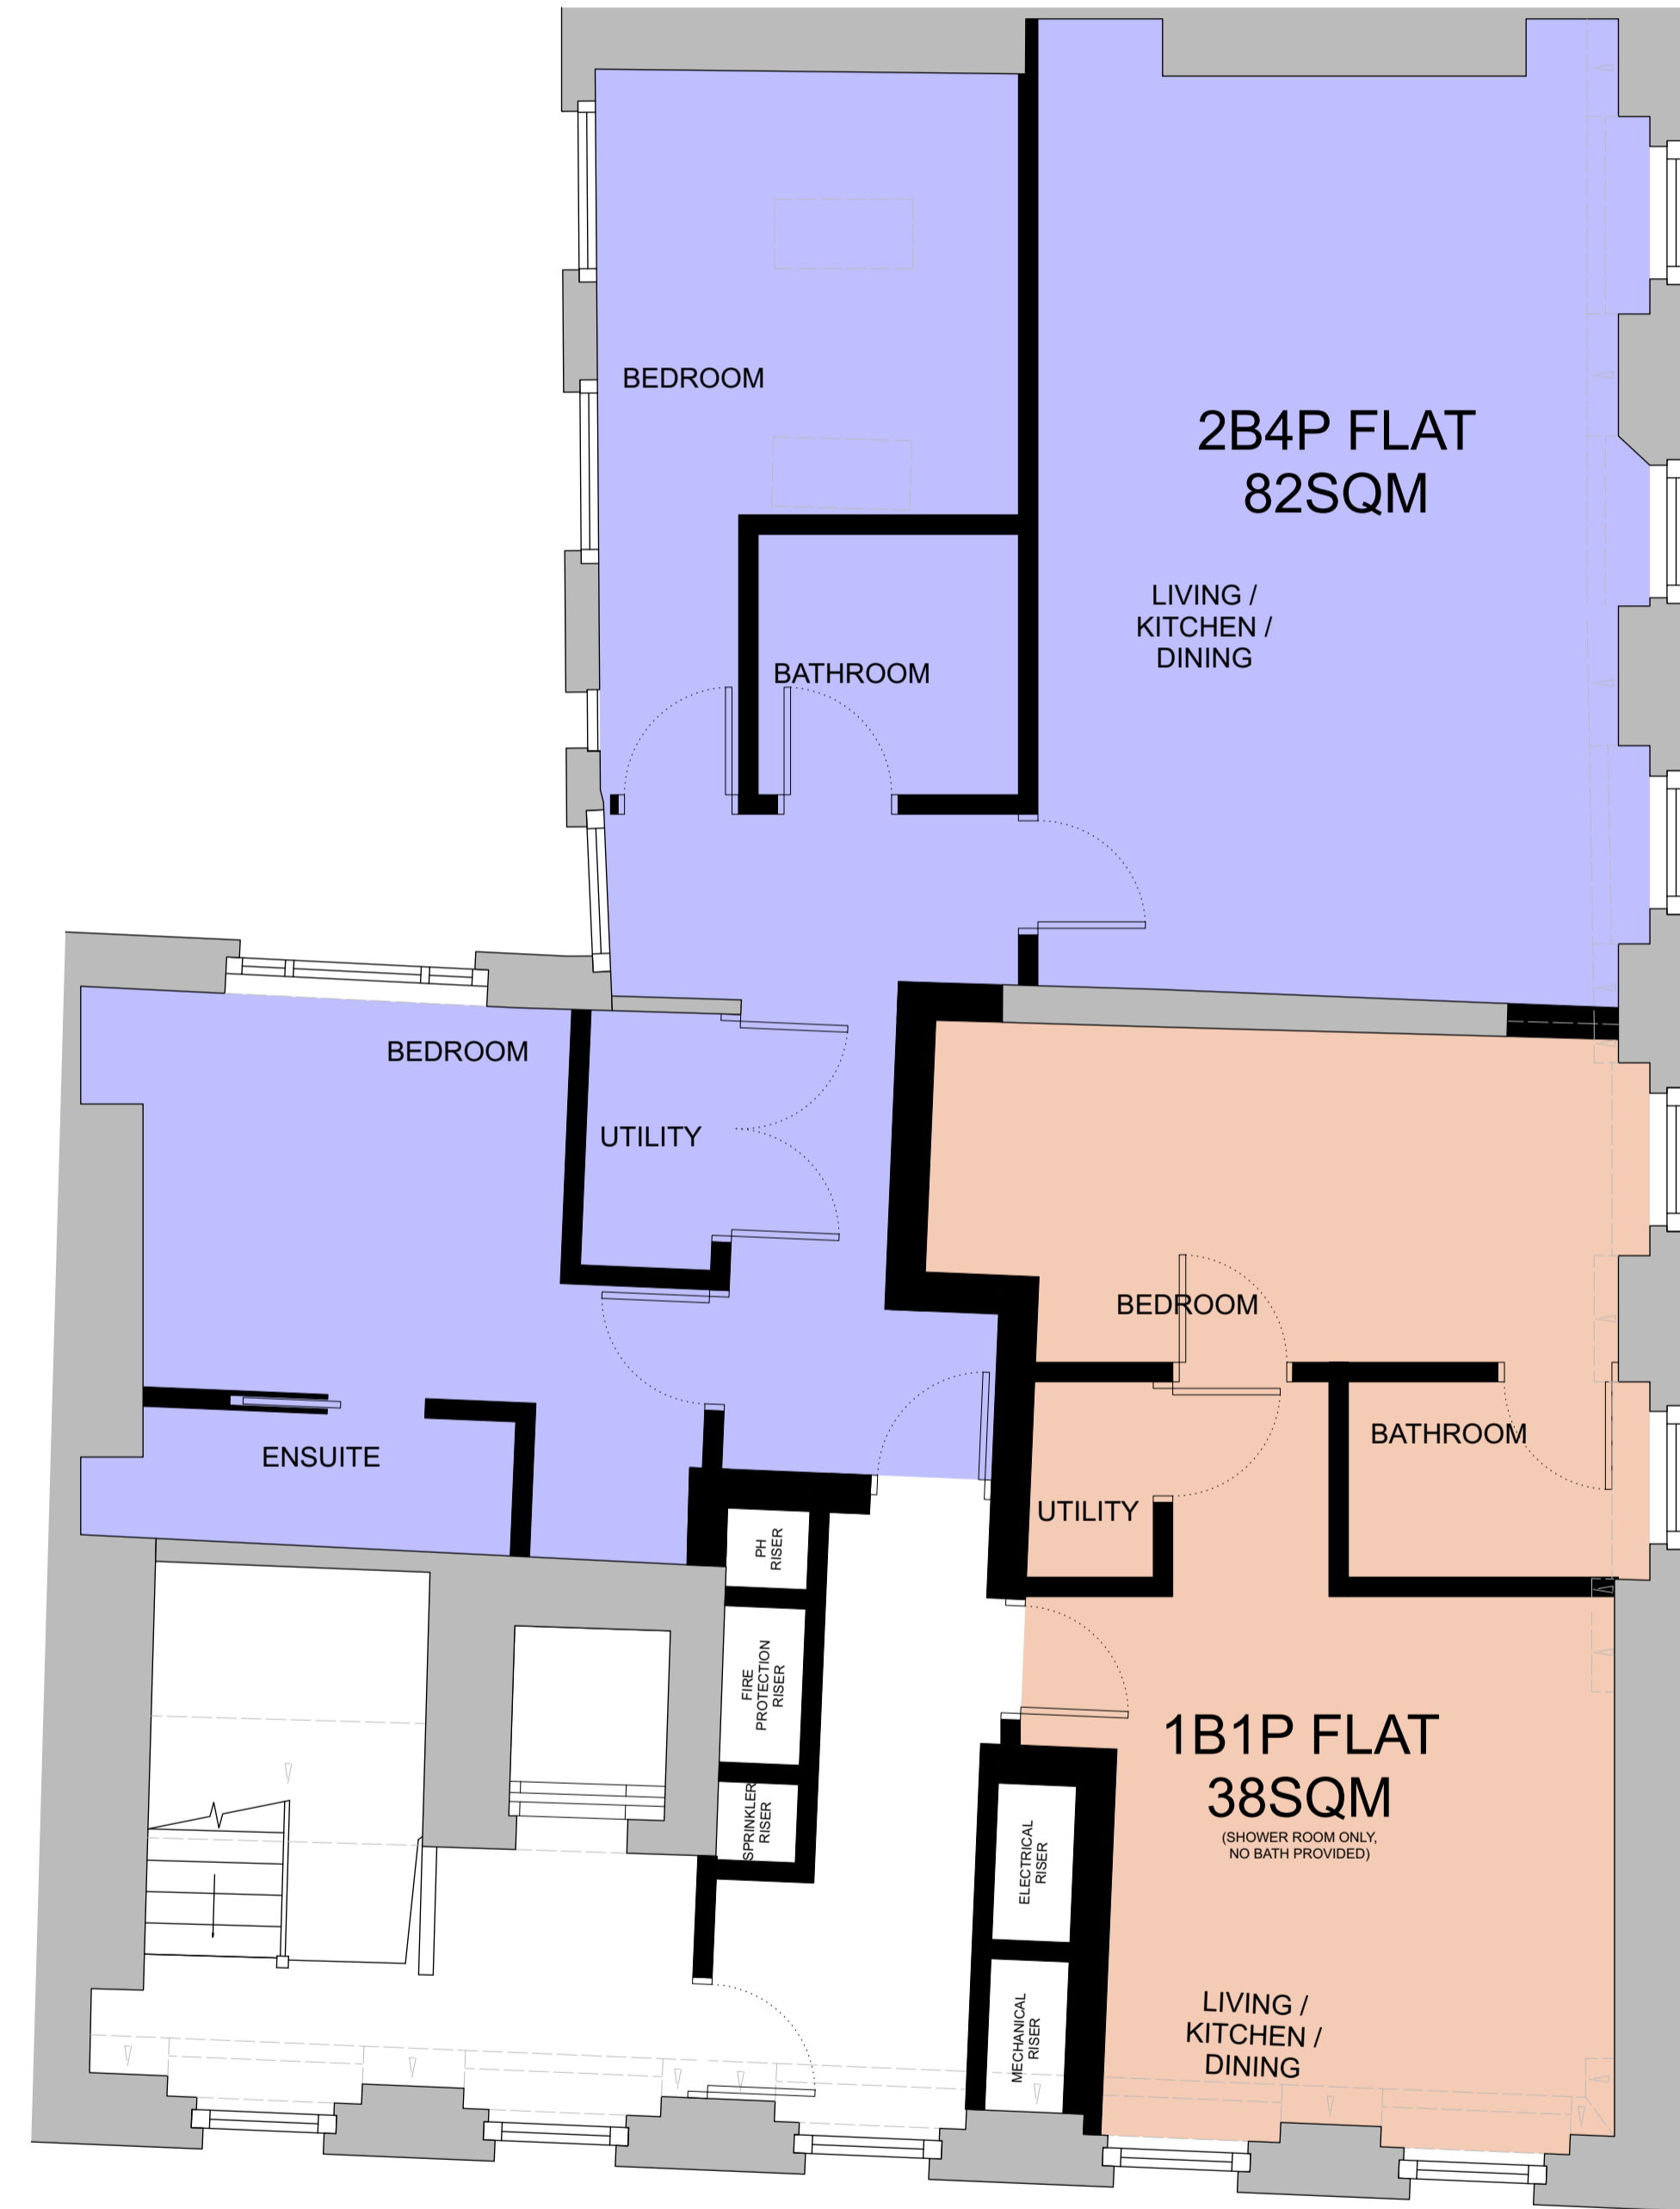 BEDROOM
2B4P FLAT
82SQM
LIVING /
KITCHEN /
DINING
BATHROOM
BEDROOM
UTILITY
BEDROOM
BATHROOM
ENSUITE
UTILITY
PH
RISER
FIRE
PROTECTION
RISER
1B1P FLAT
38SQM
(SHOWER ROOM ONLY,
NO BATH PROVIDED)
SPRINKLER
RISER
ELECTRICAL
RISER
MECHANICAL
RISER
LIVING /
KITCHEN /
DINING